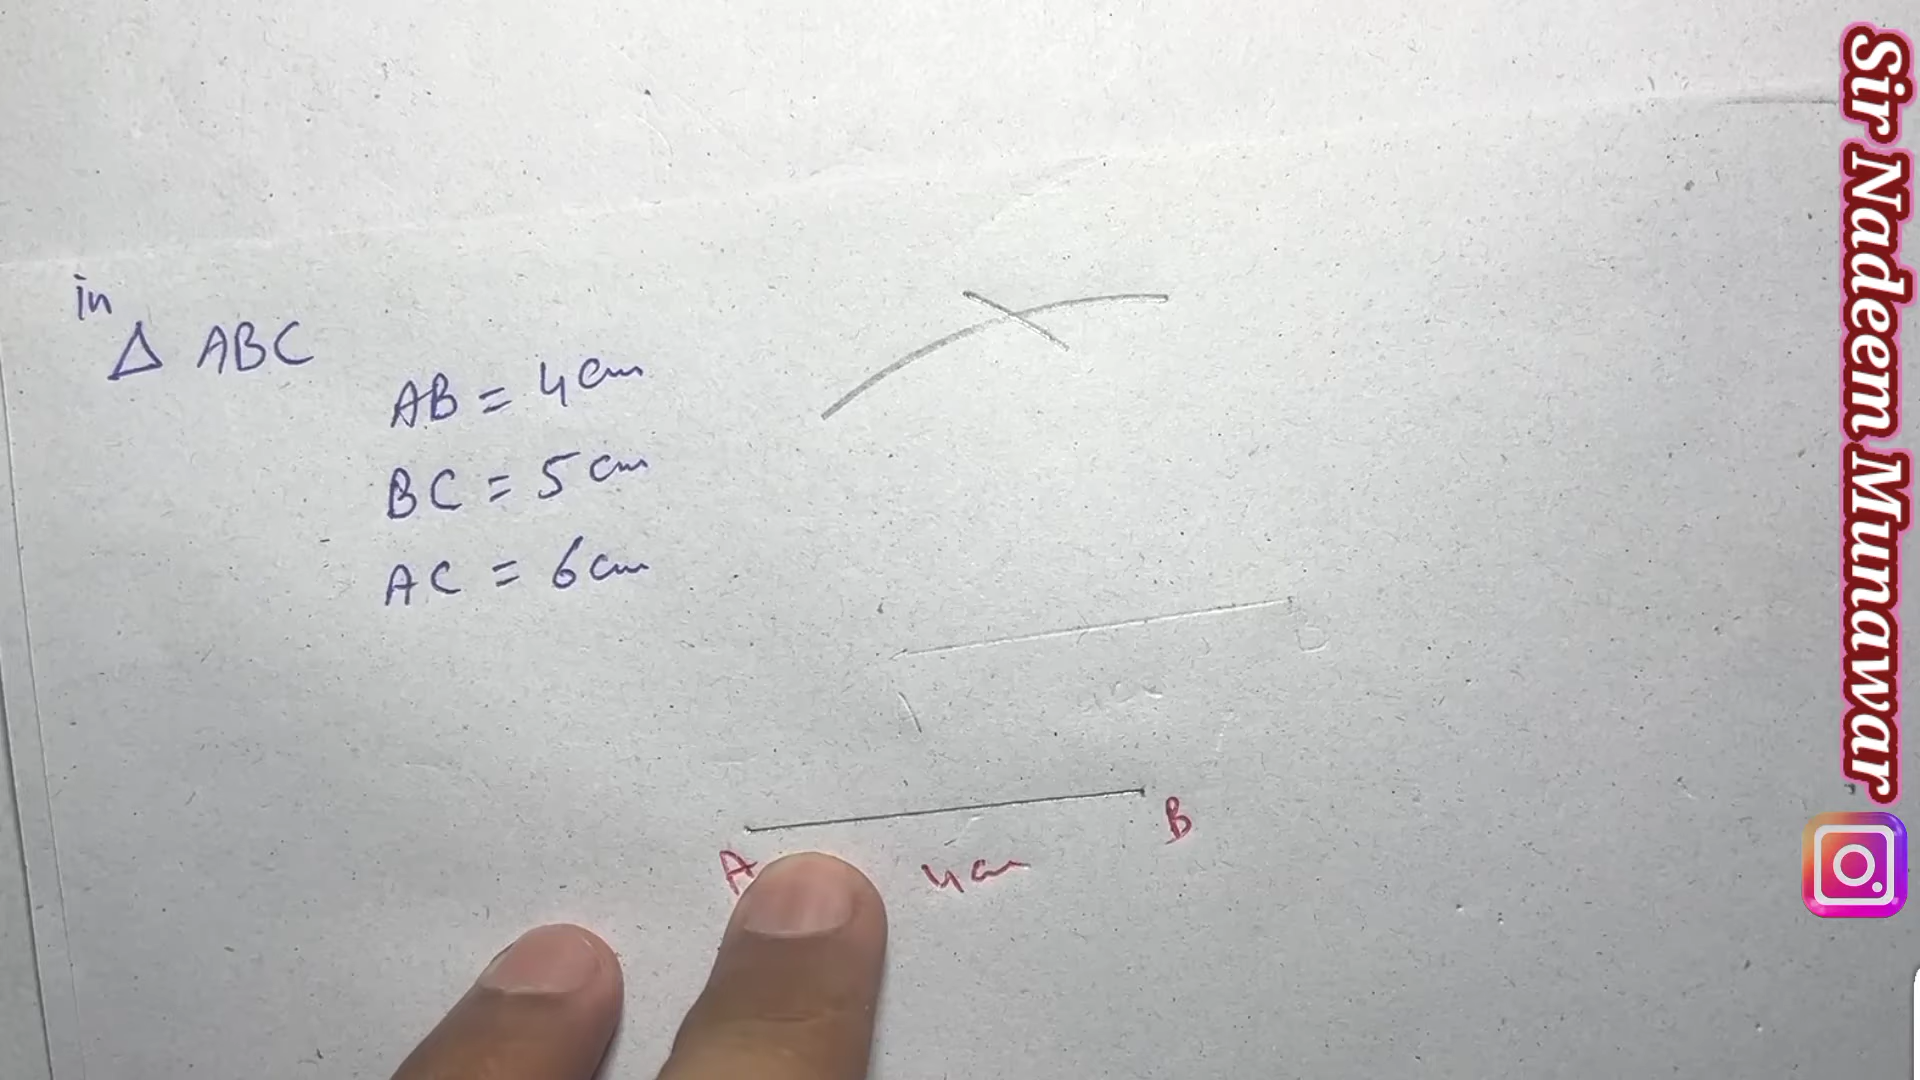 in
Δ ABC
AB = 4cm
BC = 5cm
AC = 6cm
A
B
4cm
Sir Nadeem Munawar